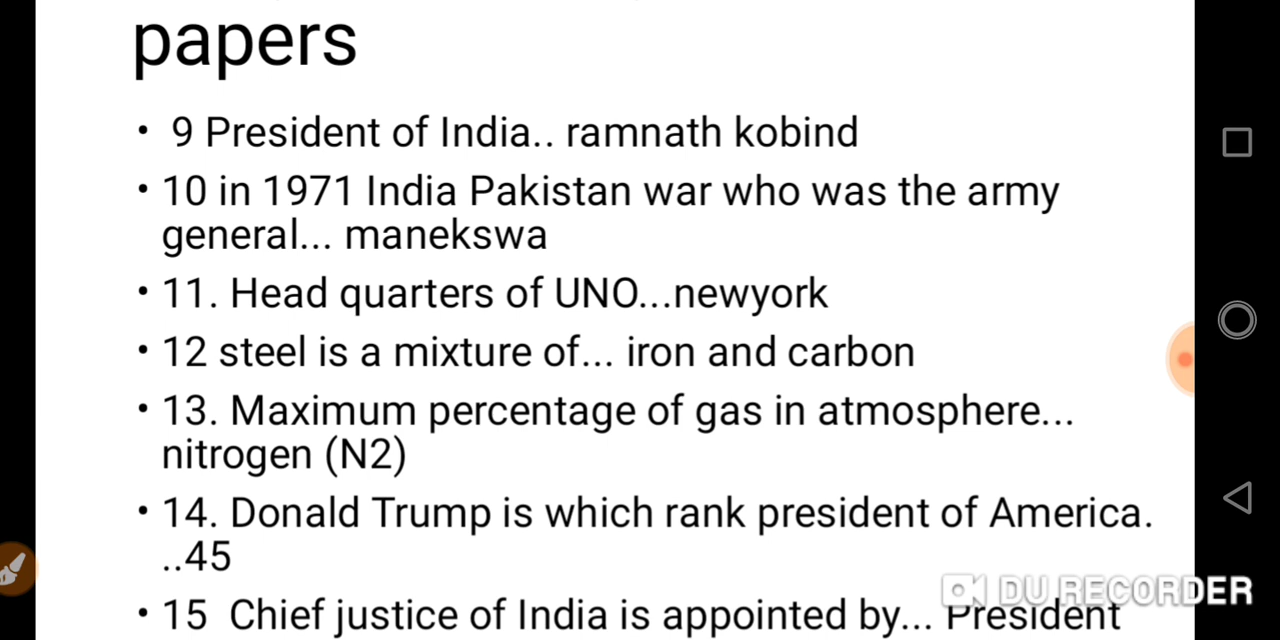 papers
• 9 President of India.. ramnath kobind
• 10 in 1971 India Pakistan war who was the army
general... manekswa
• 11. Head quarters of UNO...newyork
• 12 steel is a mixture of... iron and carbon
• 13. Maximum percentage of gas in atmosphere...
nitrogen (N2)
• 14. Donald Trump is which rank president of America.
..45
DU RECORDER
• 15 Chief justice of India is appointed by... President